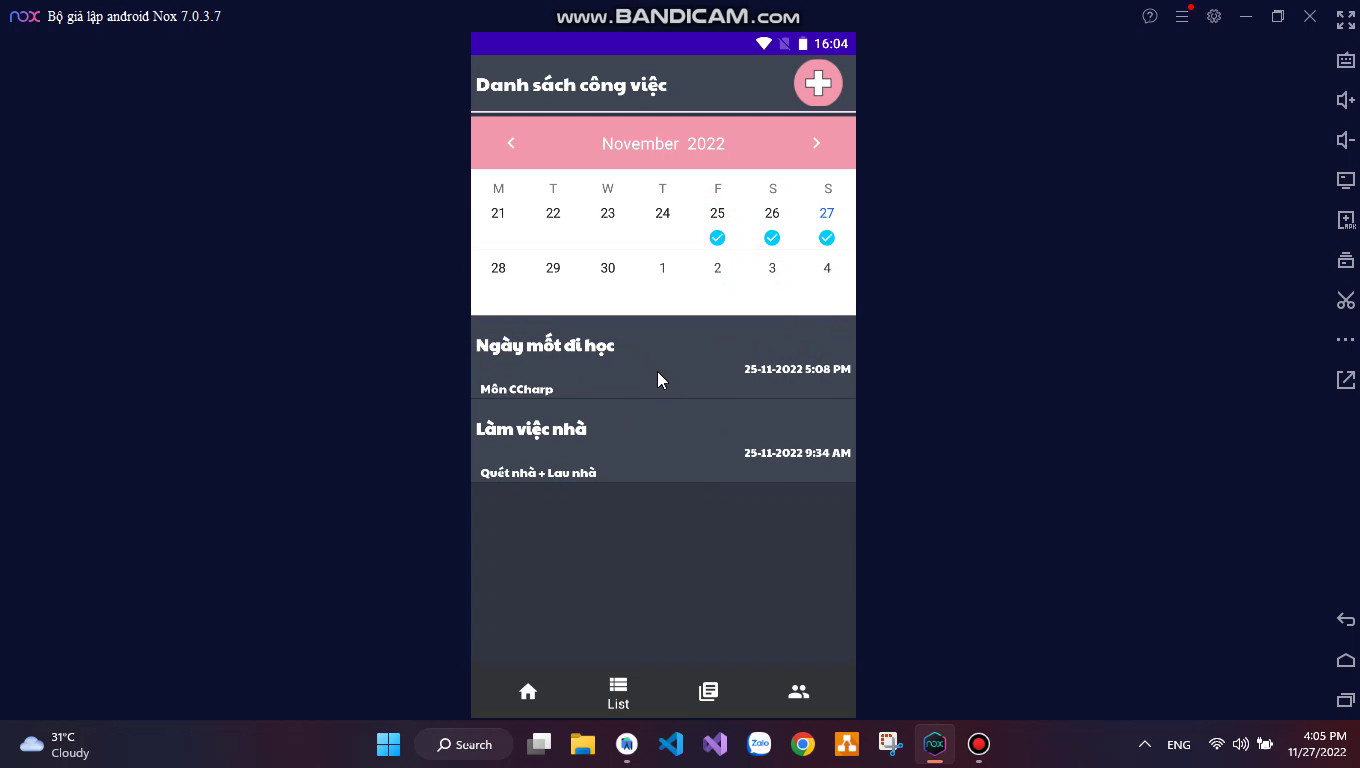 nox Bộ giả lập android Nox 7.0.3.7
WWW.BANDICAM.COM
16:04
Danh sách công việc
November 2022
M T W T F S S
21 22 23 24 25 26 27
28 29 30 1 2 3 4
Ngày mốt đi học
25-11-2022 5:08 PM
Môn CCharp
Làm việc nhà
25-11-2022 9:34 AM
Quét nhà + Lau nhà
List
31°C
Cloudy
Search
Zalo
nox
ENG
4:05 PM
11/27/2022